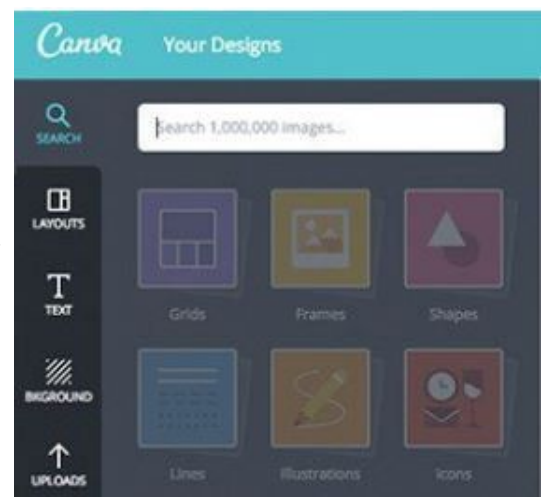 Canva Your Designs
SEARCH
Search 1,000,000 images...
LAYOUTS
Grids Frames Shapes
TEXT
BKGROUND
Lines Illustrations Icons
UPLOADS